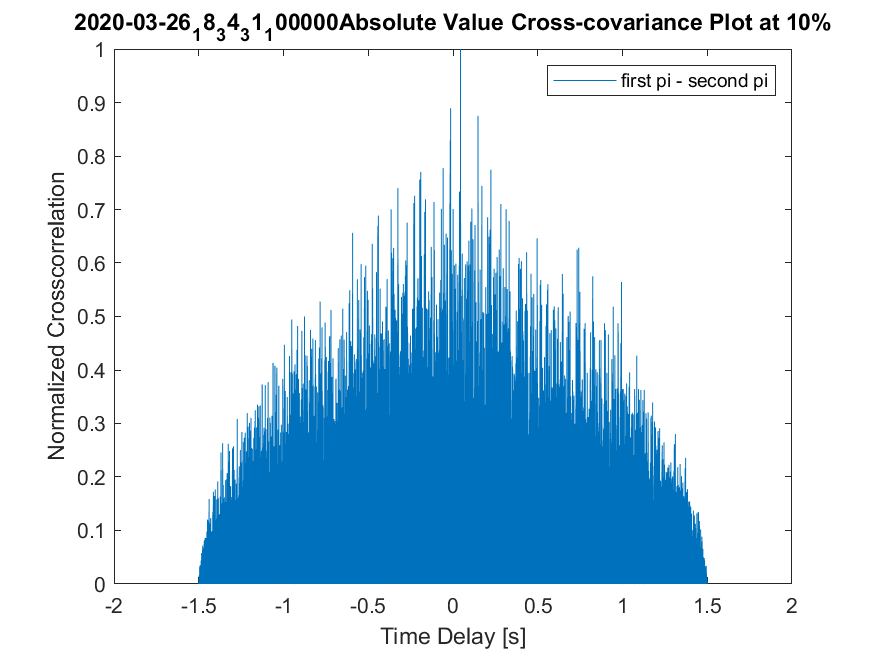 2020-03-26₁8₃4₃1₁00000Absolute Value Cross-covariance Plot at 10%
first pi - second pi
1
0.9
0.8
0.7
0.6
0.5
0.4
0.3
0.2
0.1
0
Normalized Crosscorrelation
-2 -1.5 -1 -0.5 0 0.5 1 1.5 2
Time Delay [s]